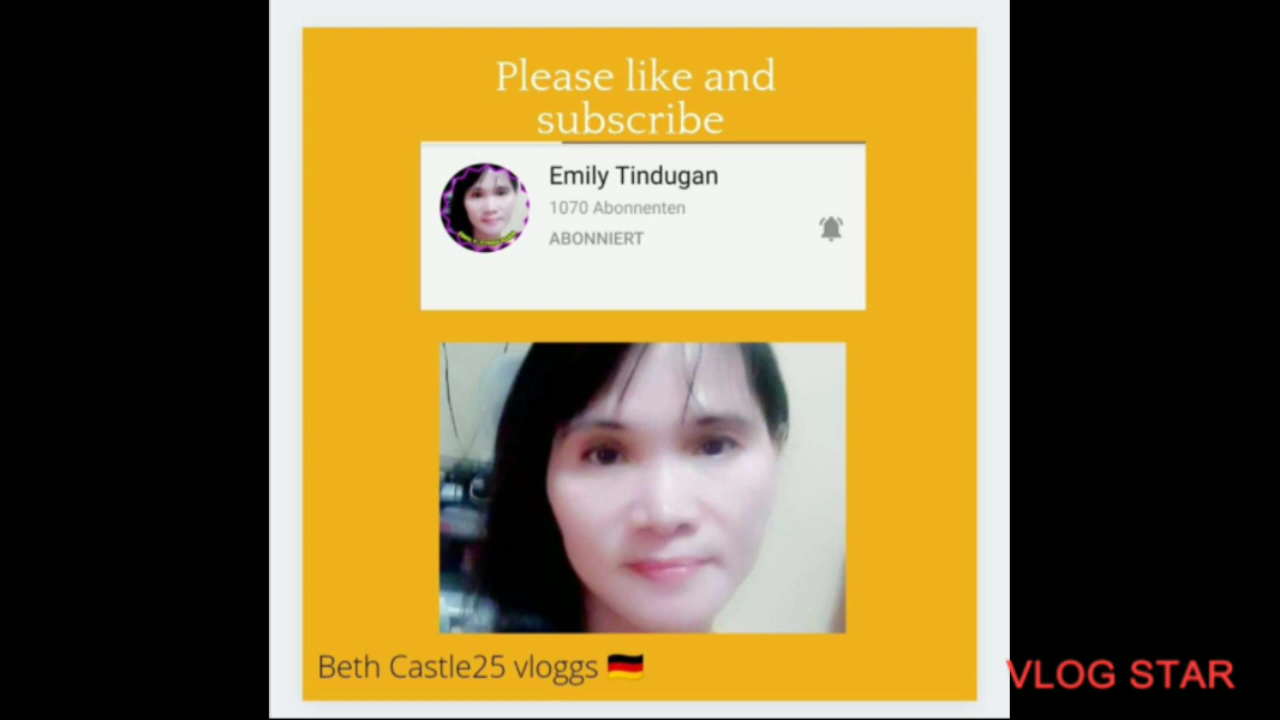 Please like and
subscribe
Emily Tindugan
1070 Abonnenten
ABONNIERT
Beth Castle25 vloggs 🇩🇪
VLOG STAR